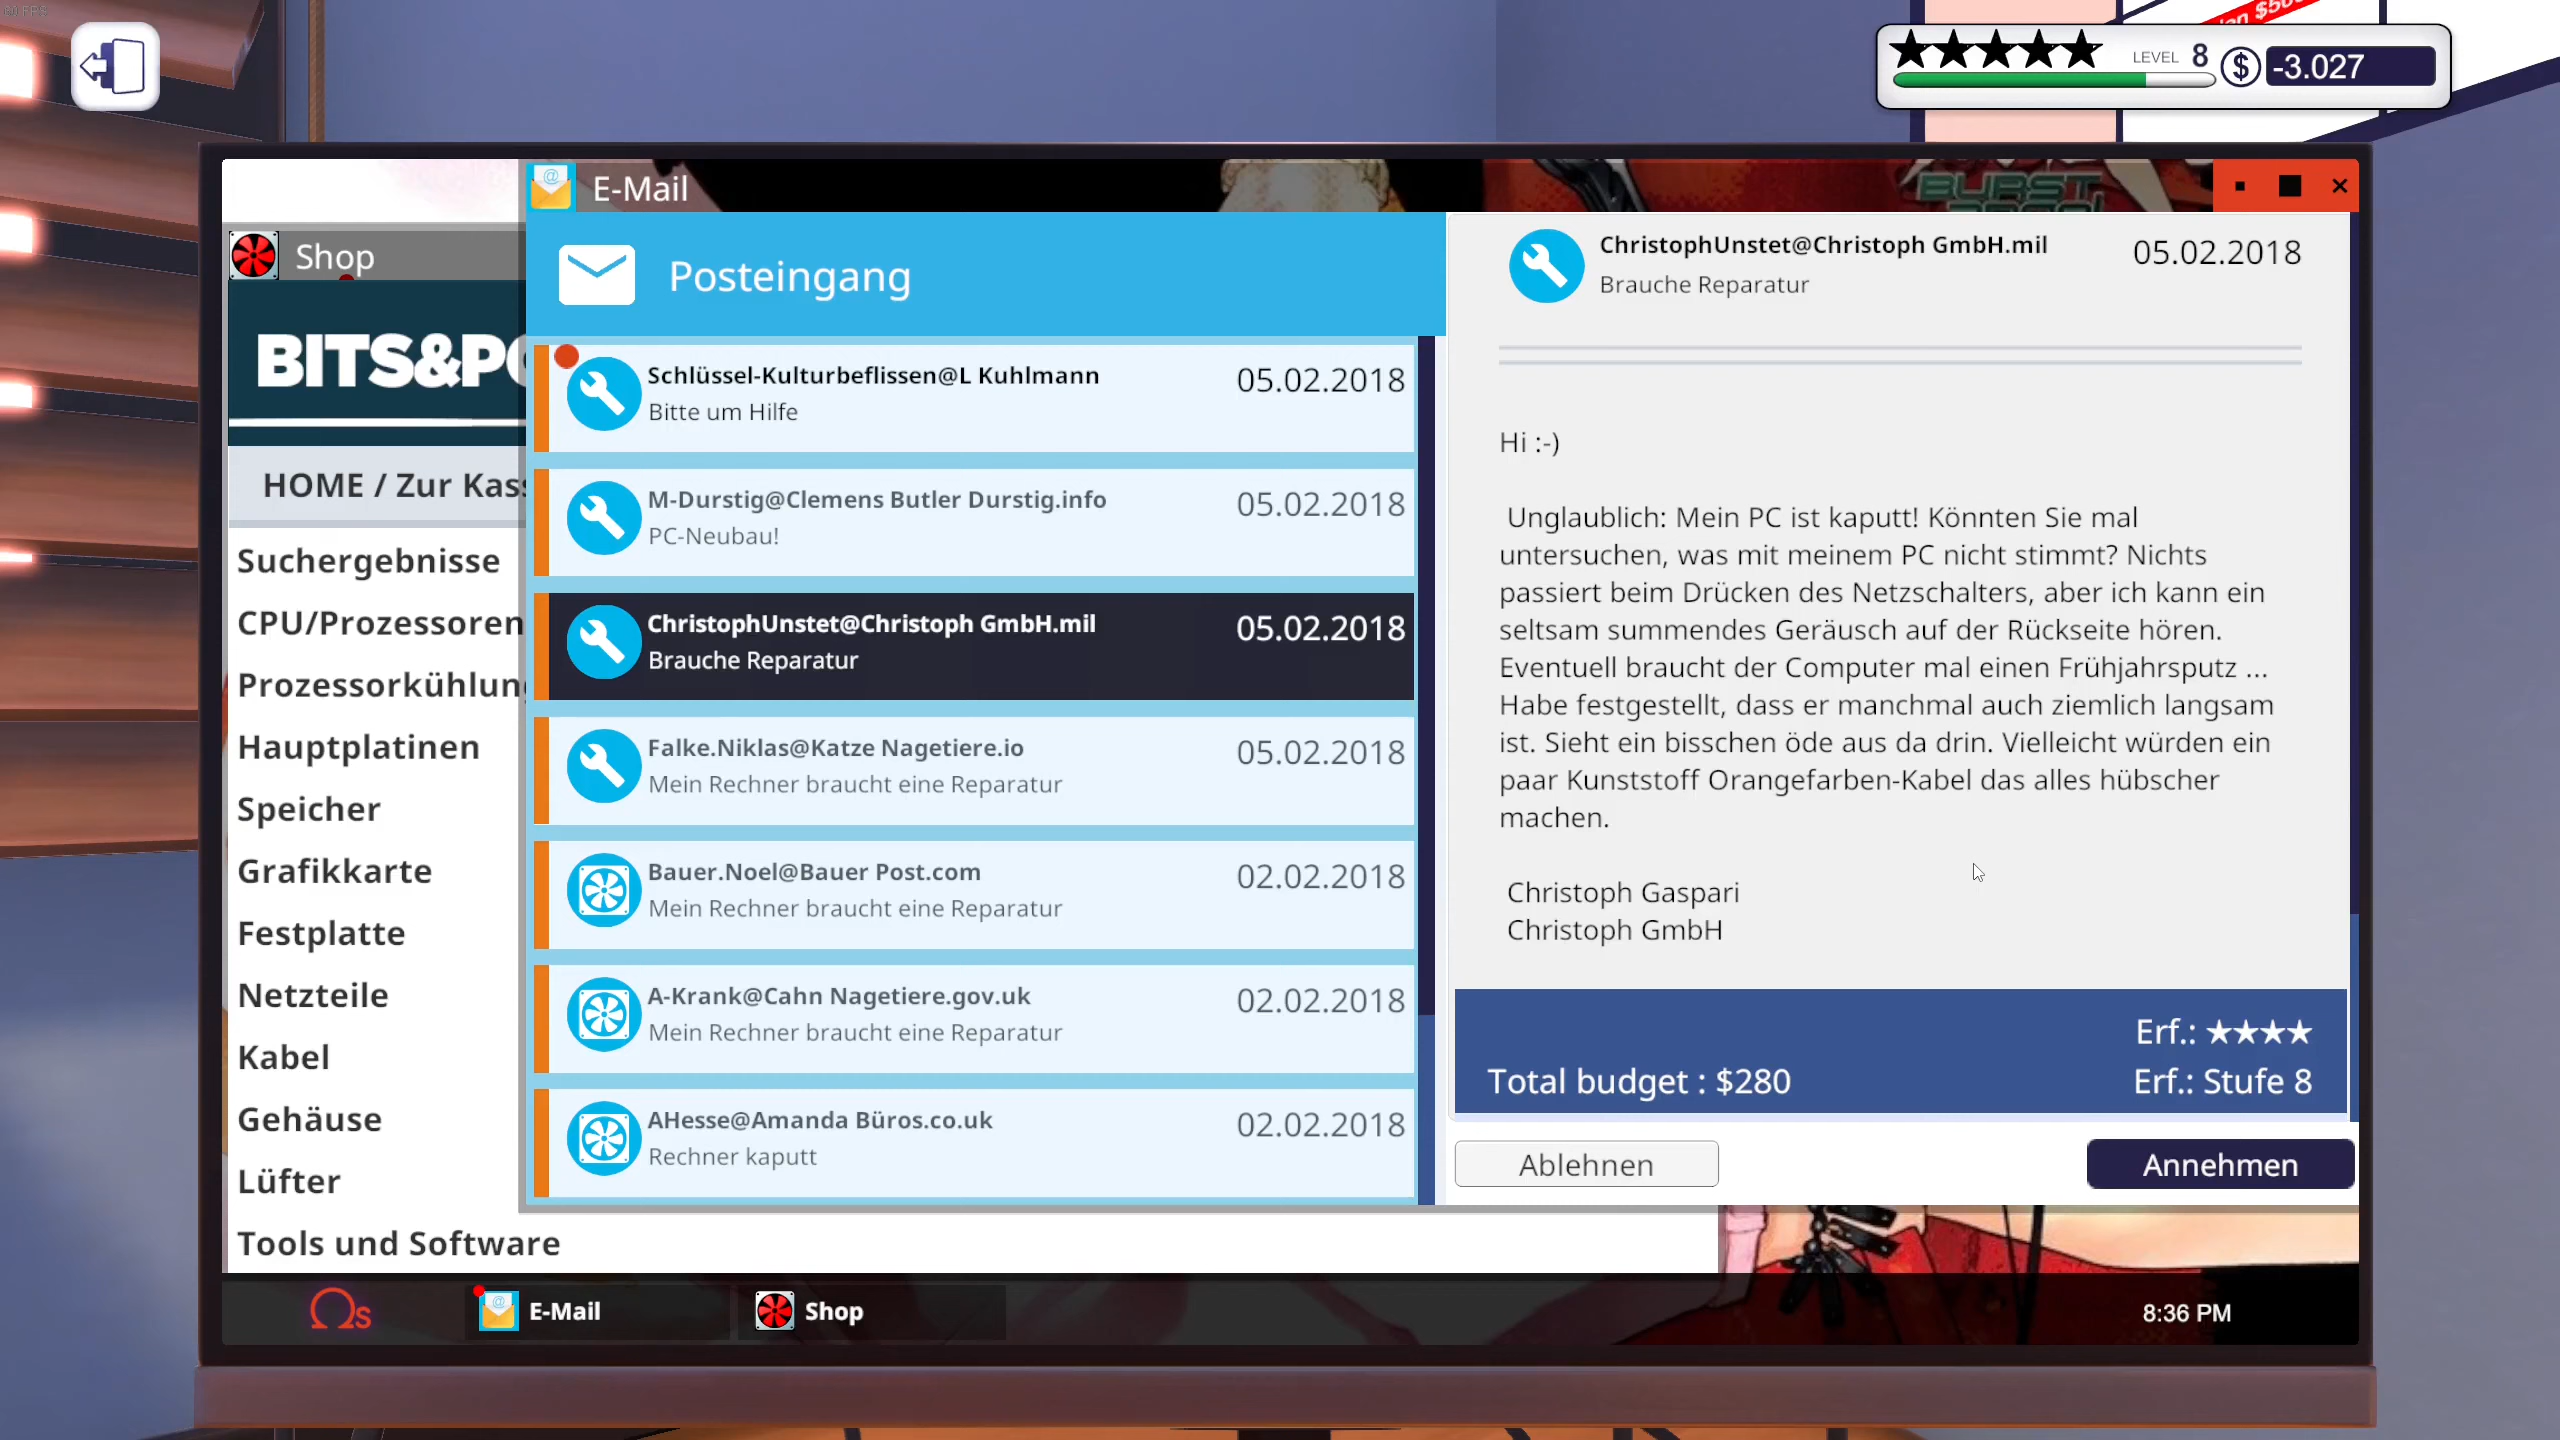 60 FPS
LEVEL 8
$ -3.027
E-Mail
Shop
BITS&
HOME / Zur Kass
Suchergebnisse
CPU/Prozessoren
Prozessorkühlung
Hauptplatinen
Speicher
Grafikkarte
Festplatte
Netzteile
Kabel
Gehäuse
Lüfter
Tools und Software
Posteingang
Schlüssel-Kulturbeflissen@L Kuhlmann
05.02.2018
Bitte um Hilfe
M-Durstig@Clemens Butler Durstig.info
05.02.2018
PC-Neubau!
ChristophUnstet@Christoph GmbH.mil
05.02.2018
Brauche Reparatur
Falke.Niklas@Katze Nagetiere.io
05.02.2018
Mein Rechner braucht eine Reparatur
Bauer.Noel@Bauer Post.com
02.02.2018
Mein Rechner braucht eine Reparatur
A-Krank@Cahn Nagetiere.gov.uk
02.02.2018
Mein Rechner braucht eine Reparatur
AHesse@Amanda Büros.co.uk
02.02.2018
Rechner kaputt
BURST
ChristophUnstet@Christoph GmbH.mil
05.02.2018
Brauche Reparatur
Hi :-)
Unglaublich: Mein PC ist kaputt! Könnten Sie mal
untersuchen, was mit meinem PC nicht stimmt? Nichts
passiert beim Drücken des Netzschalters, aber ich kann ein
seltsam summendes Geräusch auf der Rückseite hören.
Eventuell braucht der Computer mal einen Frühjahrsputz ...
Habe festgestellt, dass er manchmal auch ziemlich langsam
ist. Sieht ein bisschen öde aus da drin. Vielleicht würden ein
paar Kunststoff Orangefarben-Kabel das alles hübscher
machen.
Christoph Gaspari
Christoph GmbH
Erf.: ★★★★
Total budget : $280
Erf.: Stufe 8
Ablehnen
Annehmen
Ωs
E-Mail
Shop
8:36 PM